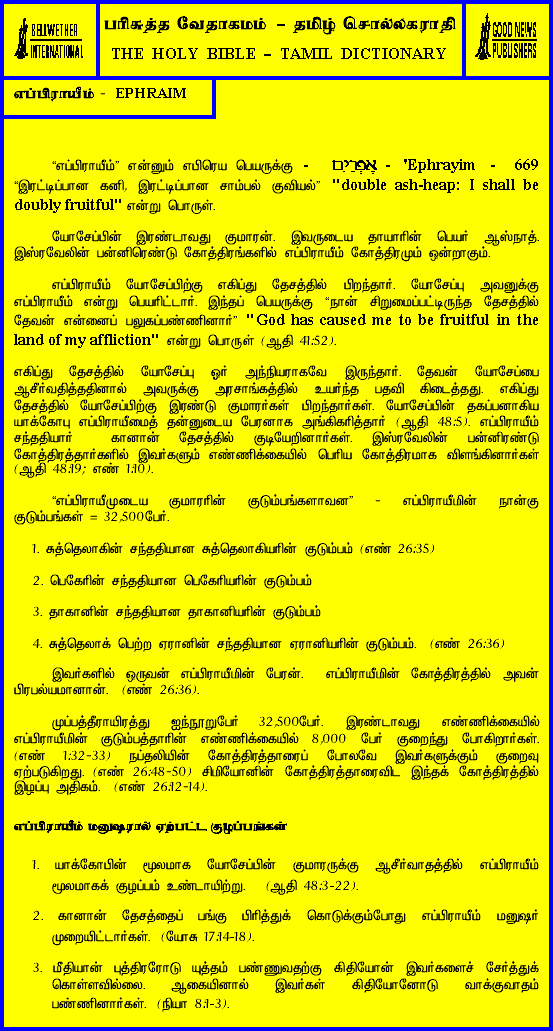 BELLWETHER
INTERNATIONAL
பரிசுத்த வேதாகமம் – தமிழ் சொல்லகராதி
THE HOLY BIBLE – TAMIL DICTIONARY
GOOD NEWS
PUBLISHERS
எப்பிராயீம் - EPHRAIM
“எப்பிராயீம்” என்னும் எபிரெய பெயருக்கு - - 'Ephrayim - 669
“இரட்டிப்பான கனி, இரட்டிப்பான சாம்பல் குவியல்” "double ash-heap: I shall be
doubly fruitful" என்று பொருள்.
யோசேப்பின் இரண்டாவது குமாரன். இவருடைய தாயாரின் பெயர் ஆஸ்நாத்.
இஸ்ரவேலின் பன்னிரெண்டு கோத்திரங்களில் எப்பிராயீம் கோத்திரமும் ஒன்றாகும்.
எப்பிராயீம் யோசேப்பிற்கு எகிப்து தேசத்தில் பிறந்தார். யோசேப்பு அவனுக்கு
எப்பிராயீம் என்று பெயரிட்டார். இந்தப் பெயருக்கு “நான் சிறுமைப்பட்டிருந்த தேசத்தில்
தேவன் என்னைப் பலுகப்பண்ணினார்” "God has caused me to be fruitful in the
land of my affliction" என்று பொருள் (ஆதி 41:52).
எகிப்து தேசத்தில் யோசேப்பு ஓர் அந்நியராகவே இருந்தார். தேவன் யோசேப்பை
ஆசீர்வதித்ததினால் அவருக்கு அரசாங்கத்தில் உயர்ந்த பதவி கிடைத்தது. எகிப்து
தேசத்தில் யோசேப்பிற்கு இரண்டு குமாரர்கள் பிறந்தார்கள். யோசேப்பின் தகப்பனாகிய
யாக்கோபு எப்பிராயீமைத் தன்னுடைய பேரனாக அங்கிகரித்தார் (ஆதி 48:5). எப்பிராயீம்
சந்ததியார் கானான் தேசத்தில் குடியேறினார்கள். இஸ்ரவேலின் பன்னிரண்டு
கோத்திரத்தார்களில் இவர்களும் எண்ணிக்கையில் பெரிய கோத்திரமாக விளங்கினார்கள்
(ஆதி 48:19; எண் 1:10).
“எப்பிராயீமுடைய குமாரரின் குடும்பங்களாவன” - எப்பிராயீமின் நான்கு
குடும்பங்கள் = 32,500பேர்.
1. சுத்தெலாகின் சந்ததியான சுத்தெலாகியரின் குடும்பம் (எண் 26:35)
2. பெகேரின் சந்ததியான பெகேரியரின் குடும்பம்
3. தாகானின் சந்ததியான தாகானியரின் குடும்பம்
4. சுத்தெலாக் பெற்ற ஏரானின் சந்ததியான ஏரானியரின் குடும்பம். (எண் 26:36)
இவர்களில் ஒருவன் எப்பிராயீமின் பேரன். எப்பிராயீமின் கோத்திரத்தில் அவன்
பிரபல்யமானான். (எண் 26:36).
முப்பத்தீராயிரத்து ஐந்நூறுபேர் 32,500பேர். இரண்டாவது எண்ணிக்கையில்
எப்பிராயீமின் குடும்பத்தாரின் எண்ணிக்கையில் 8,000 பேர் குறைந்து போகிறார்கள்.
(எண் 1:32-33) நப்தலியின் கோத்திரத்தாரைப் போலவே இவர்களுக்கும் குறைவு
ஏற்படுகிறது. (எண் 26:48-50) சிமியோனின் கோத்திரத்தாரைவிட இந்தக் கோத்திரத்தில்
இழப்பு அதிகம். (எண் 26:12-14).
எப்பிராயீம் மனுஷரால் ஏற்பட்ட குழப்பங்கள்
1. யாக்கோபின் மூலமாக யோசேப்பின் குமாரருக்கு ஆசீர்வாதத்தில் எப்பிராயீம்
மூலமாகக் குழப்பம் உண்டாயிற்று. (ஆதி 48:3-22).
2. கானான் தேசத்தைப் பங்கு பிரித்துக் கொடுக்கும்போது எப்பிராயீம் மனுஷர்
முறையிட்டார்கள். (யோசு 17:14-18).
3. மீதியான் புத்திரரோடு யுத்தம் பண்ணுவதற்கு கிதியோன் இவர்களைச் சேர்த்துக்
கொள்ளவில்லை. ஆகையினால் இவர்கள் கிதியோனோடு வாக்குவாதம்
பண்ணினார்கள். (நியா 8:1-3).